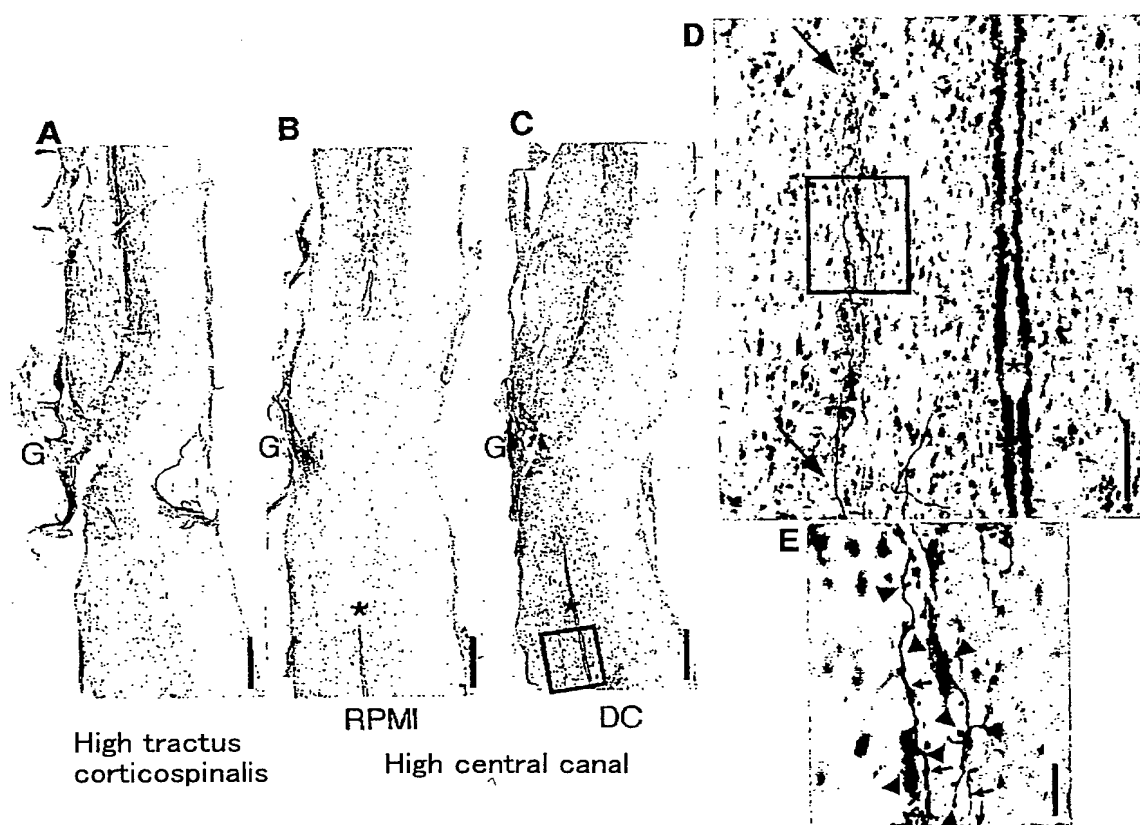 A
B
C
D
E
G
G
G
*
*
*
RPMI
DC
High tractus
corticospinalis
High central canal